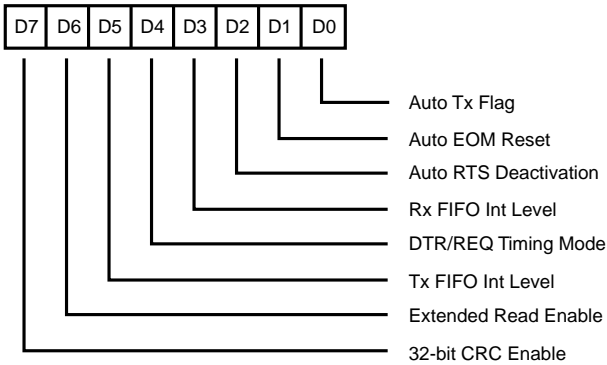 D7 D6 D5 D4 D3 D2 D1 D0
Auto Tx Flag
Auto EOM Reset
Auto RTS Deactivation
Rx FIFO Int Level
DTR/REQ Timing Mode
Tx FIFO Int Level
Extended Read Enable
32-bit CRC Enable